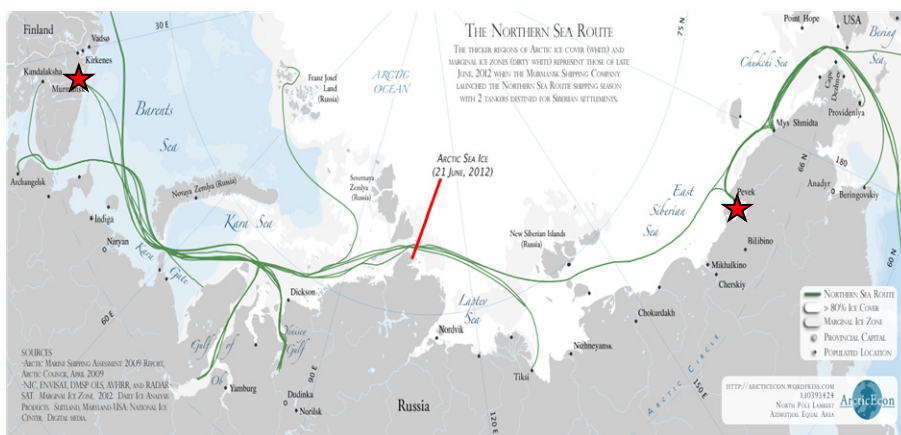 THE NORTHERN SEA ROUTE
THE THICKER REGIONS OF ARCTIC ICE COVER (WHITE) AND
MARGINAL ICE ZONES (DIRTY WHITE) REPRESENT THOSE OF LATE
JUNE, 2012 WHEN THE MURMANSK SHIPPING COMPANY
LAUNCHED THE NORTHERN SEA ROUTE SHIPPING SEASON
WITH 2 TANKERS DESTINED FOR SIBERIAN SETTLEMENTS.
Finland
30 E
Vadsø
Kirkenes
Kandalaksha
Murmansk
Barents
Sea
Franz Josef
Land
(Russia)
ARCTIC
OCEAN
75 N
Point Hope
USA
Bering
Sea
Chukchi Sea
Cape
Dezhnev
Provideniya
Mys Shmidta
66 N
180
Anadyr
Beringovskiy
60 N
Archangelsk
Novaya Zemlya (Russia)
Severnaya
Zemlya
(Russia)
ARCTIC SEA ICE
(21 JUNE, 2012)
East
Siberian
Sea
Pevek
Bilibino
Mikhalkino
Cherskiy
New Siberian Islands
(Russia)
Indiga
Naryan
Kara Sea
Kara
Gate
60 E
Dickson
Laptev
Sea
Nordvik
Chokurdakh
Nizhneyansk
Tiksi
Gulf of
Ob
Yenisey
Gulf
Yamburg
90 E
Dudinka
Norilsk
Russia
120 E
150 E
ARCTIC CIRCLE
NORTHERN SEA ROUTE
> 80% ICE COVER
MARGINAL ICE ZONE
PROVINCIAL CAPITAL
POPULATED LOCATION
SOURCES
-ARCTIC MARINE SHIPPING ASSESSMENT 2009 REPORT,
ARCTIC COUNCIL, APRIL 2009
-NIC, ENVISAT, DMSP OLS, AVHRR, AND RADAR-
SAT. MARGINAL ICE ZONE, 2012. DAILY ICE ANALYSIS
PRODUCTS. SUITLAND, MARYLAND USA: NATIONAL ICE
CENTER. DIGITAL MEDIA.
HTTP://ARCTICECON.WORDPRESS.COM
1:10393424
NORTH POLE LAMBERT
AZIMUTHAL EQUAL AREA
ArcticEcon